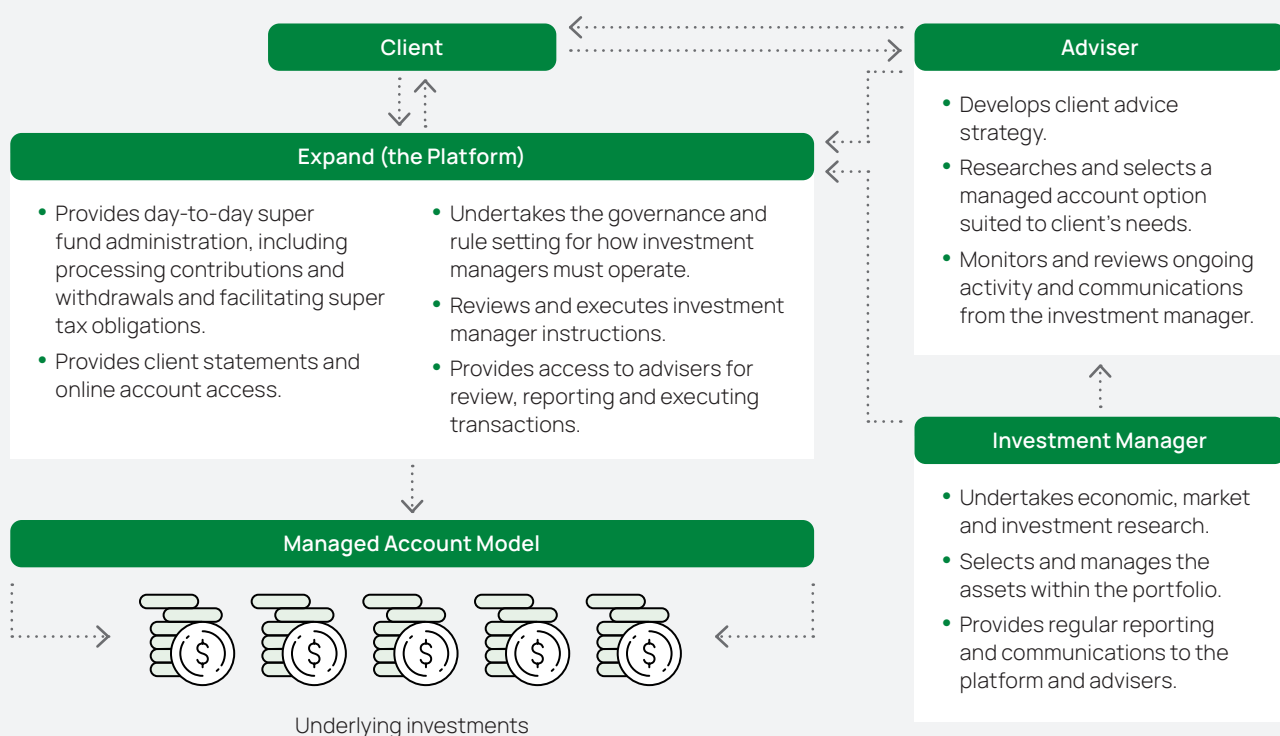 Client
Adviser
• Develops client advice
strategy.
• Researches and selects a
managed account option
suited to client's needs.
• Monitors and reviews ongoing
activity and communications
from the investment manager.
Expand (the Platform)
• Provides day-to-day super
fund administration, including
processing contributions and
withdrawals and facilitating super
tax obligations.
• Provides client statements and
online account access.
• Undertakes the governance and
rule setting for how investment
managers must operate.
• Reviews and executes investment
manager instructions.
• Provides access to advisers for
review, reporting and executing
transactions.
Investment Manager
• Undertakes economic, market
and investment research.
• Selects and manages the
assets within the portfolio.
• Provides regular reporting
and communications to the
platform and advisers.
Managed Account Model
$ $ $ $ $
Underlying investments